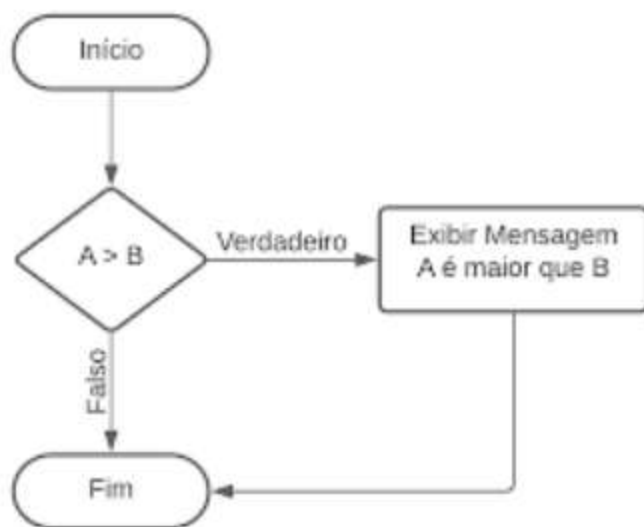 Início
A > B
Verdadeiro
Exibir Mensagem
A é maior que B
Falso
Fim